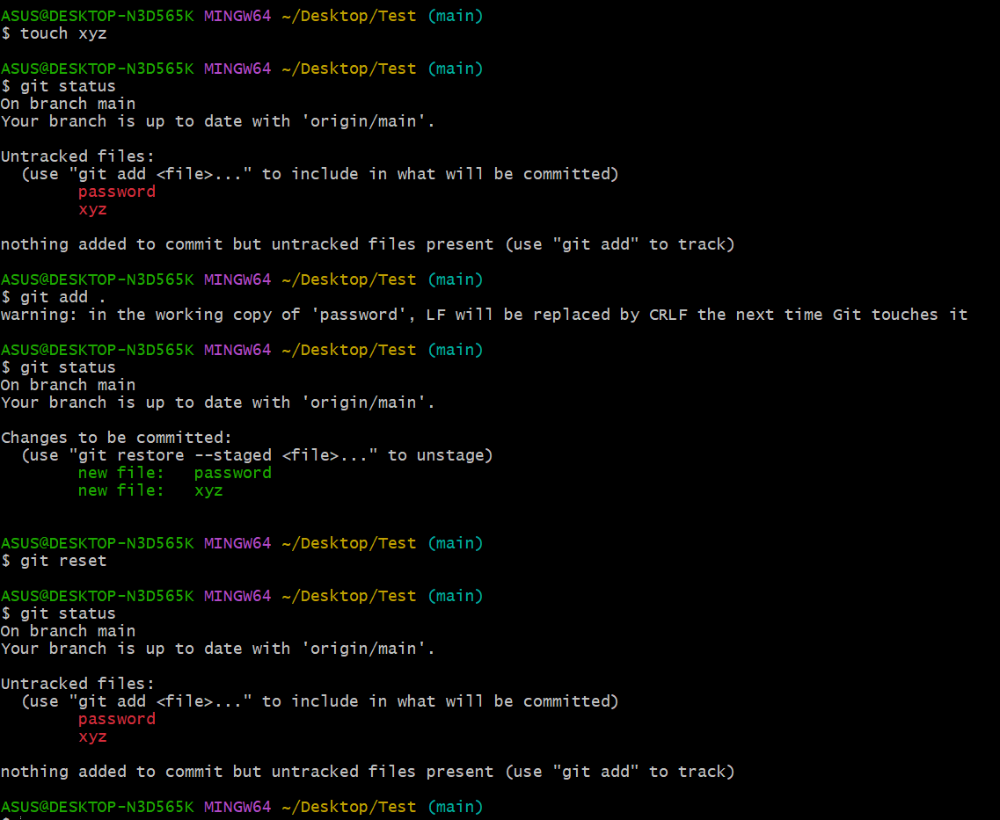 ASUS@DESKTOP-N3D565K MINGW64 ~/Desktop/Test (main)
$ touch xyz
ASUS@DESKTOP-N3D565K MINGW64 ~/Desktop/Test (main)
$ git status
On branch main
Your branch is up to date with 'origin/main'.
Untracked files:
  (use "git add <file>..." to include in what will be committed)
        password
        xyz
nothing added to commit but untracked files present (use "git add" to track)
ASUS@DESKTOP-N3D565K MINGW64 ~/Desktop/Test (main)
$ git add .
warning: in the working copy of 'password', LF will be replaced by CRLF the next time Git touches it
ASUS@DESKTOP-N3D565K MINGW64 ~/Desktop/Test (main)
$ git status
On branch main
Your branch is up to date with 'origin/main'.
Changes to be committed:
  (use "git restore --staged <file>..." to unstage)
        new file:   password
        new file:   xyz
ASUS@DESKTOP-N3D565K MINGW64 ~/Desktop/Test (main)
$ git reset
ASUS@DESKTOP-N3D565K MINGW64 ~/Desktop/Test (main)
$ git status
On branch main
Your branch is up to date with 'origin/main'.
Untracked files:
  (use "git add <file>..." to include in what will be committed)
        password
        xyz
nothing added to commit but untracked files present (use "git add" to track)
ASUS@DESKTOP-N3D565K MINGW64 ~/Desktop/Test (main)